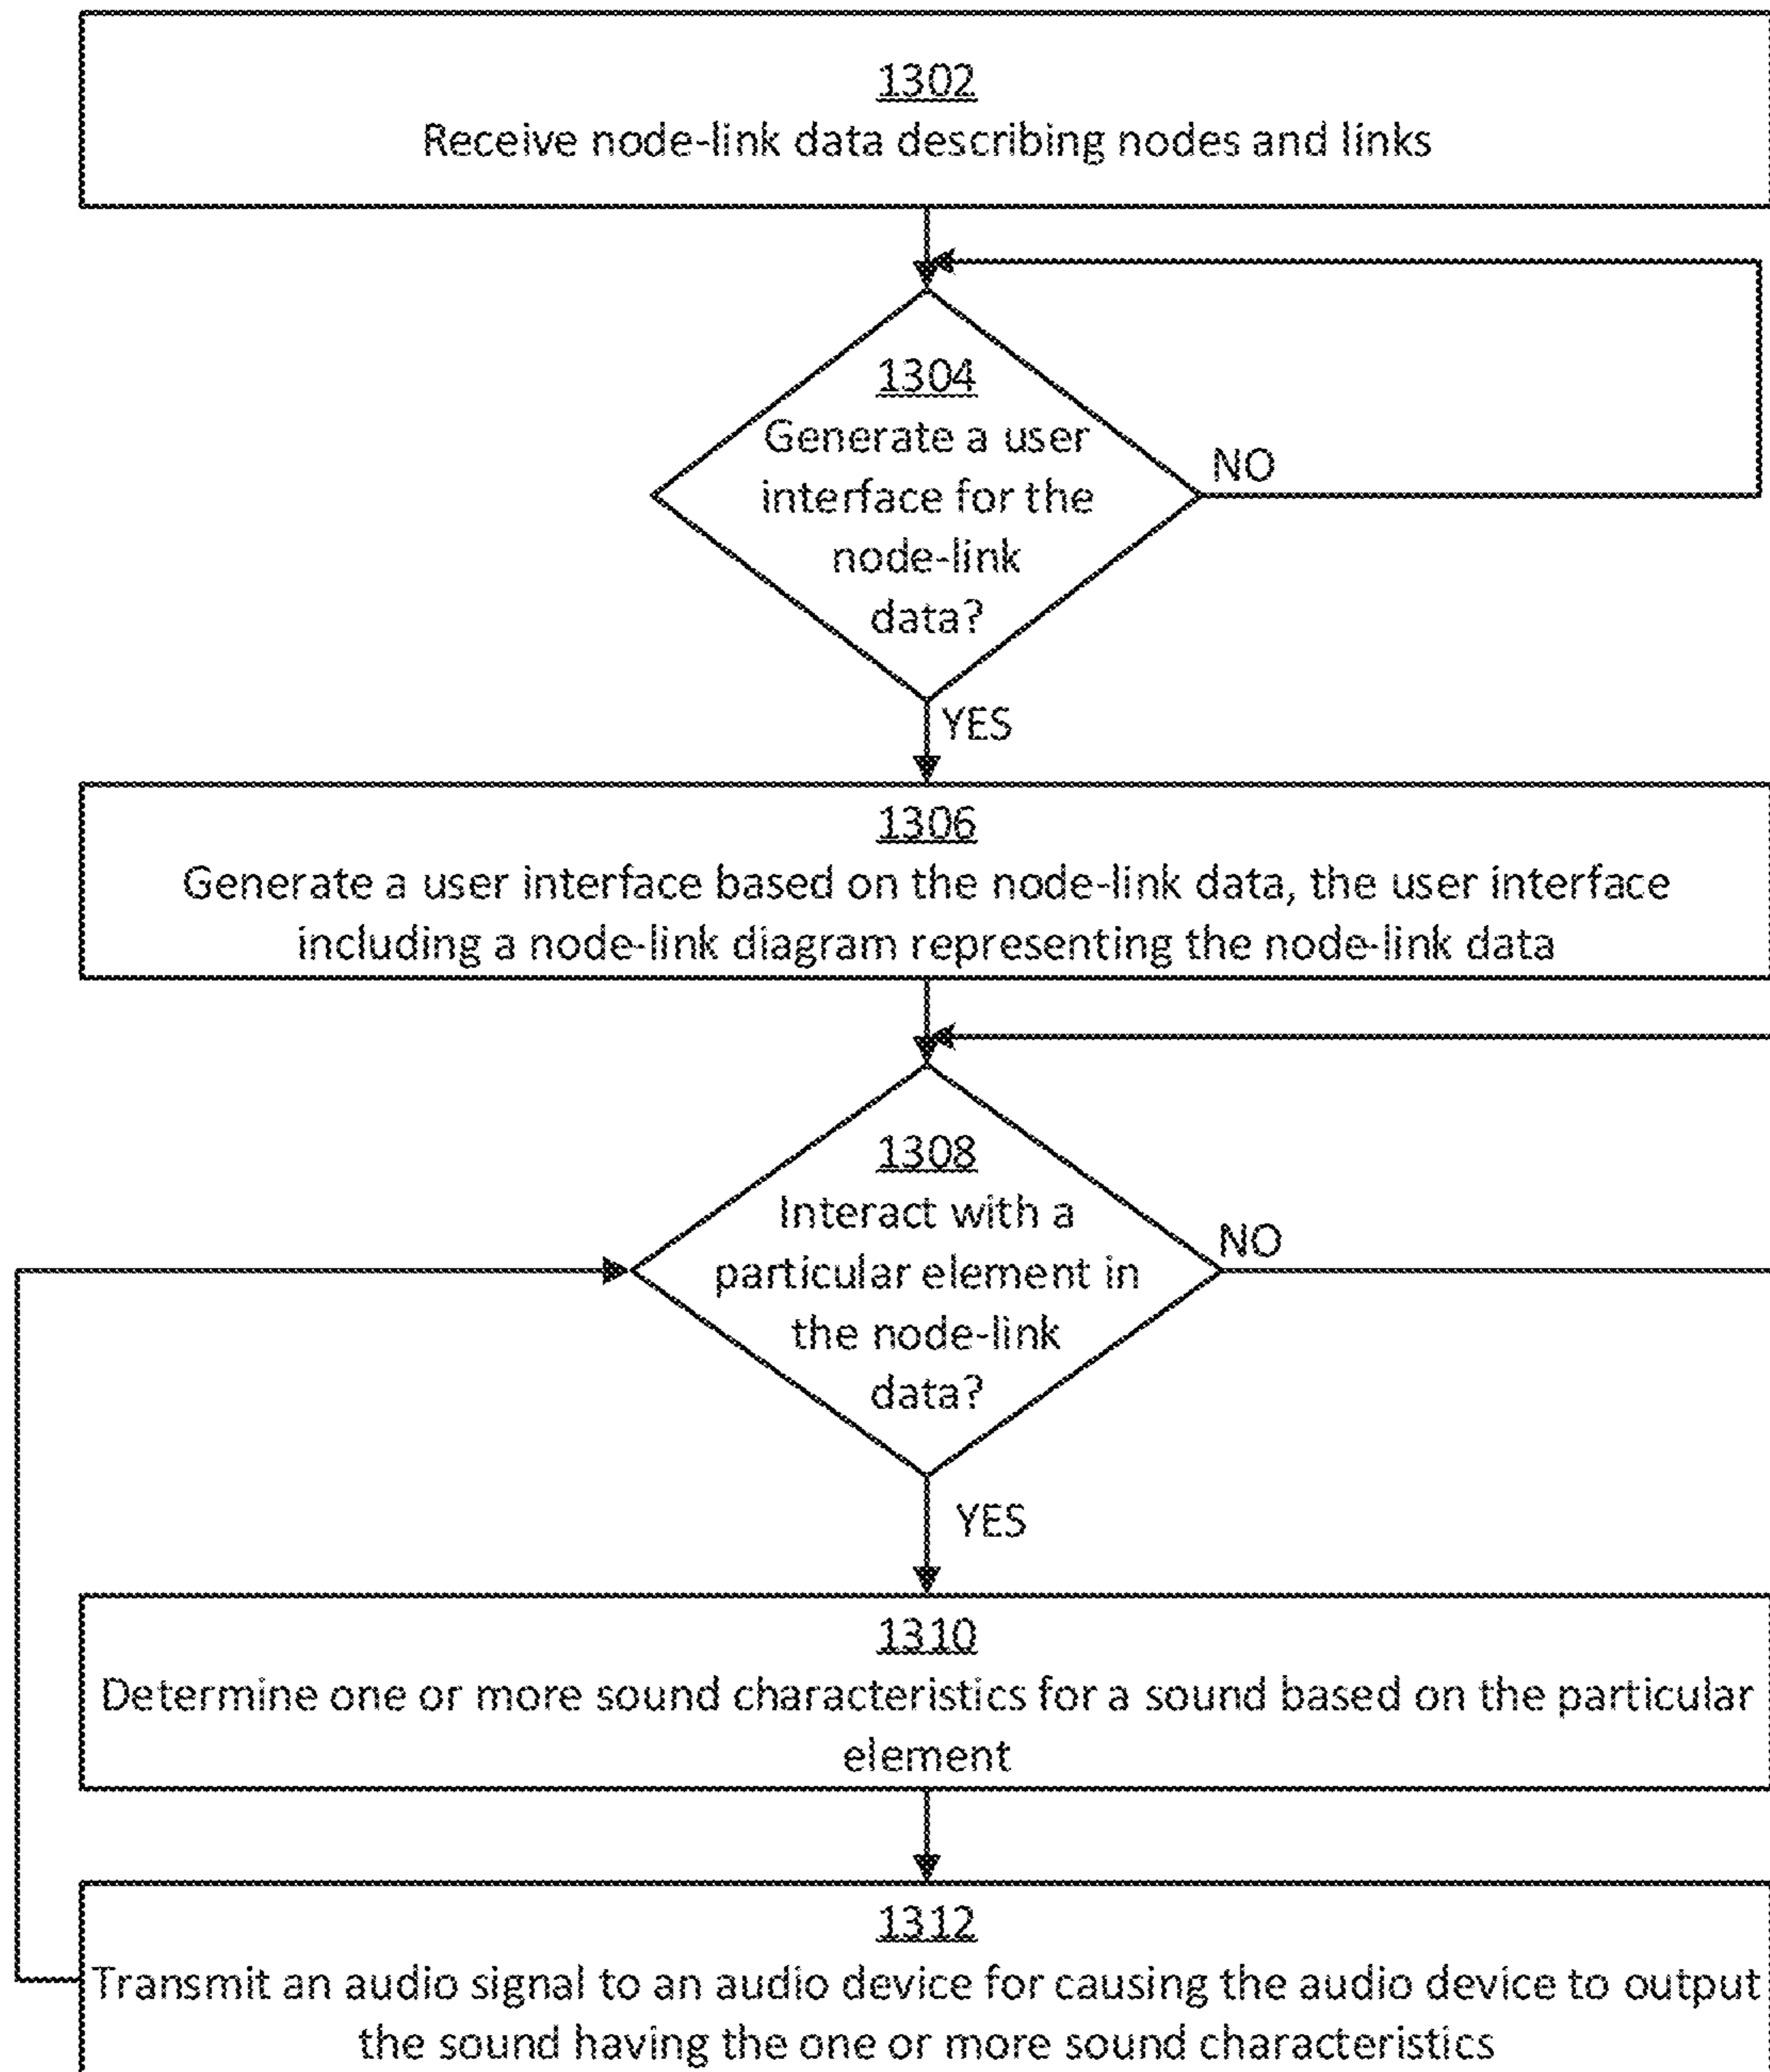 1302
Receive node-link data describing nodes and links
1304
Generate a user
interface for the
node-link
data?
NO
YES
1306
Generate a user interface based on the node-link data, the user interface
including a node-link diagram representing the node-link data
1308
Interact with a
particular element in
the node-link
data?
NO
YES
1310
Determine one or more sound characteristics for a sound based on the particular
element
1312
Transmit an audio signal to an audio device for causing the audio device to output
the sound having the one or more sound characteristics